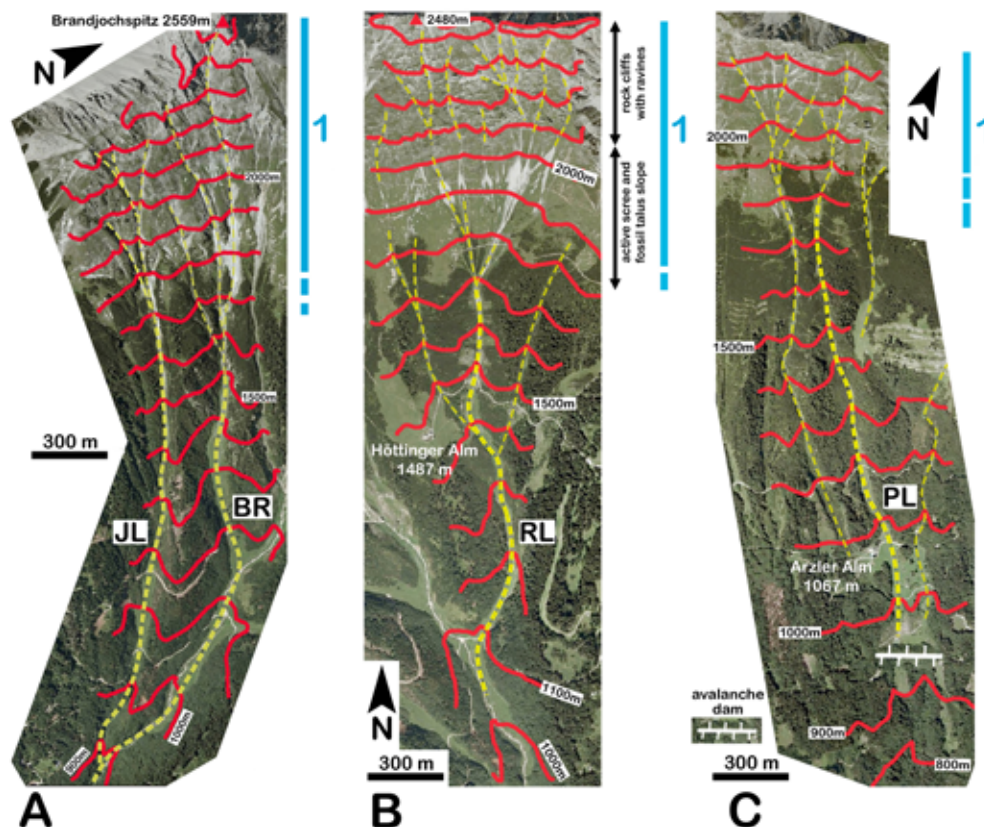 Brandjochspitz 2559m
N
1
2000m
1500m
300 m
JL
BR
900m
1000m
A
2480m
rock cliffs
with ravines
active scree and
fossil talus slope
1
2000m
1500m
Höttinger Alm
1487 m
RL
1100m
1000m
N
300 m
B
N
1
2000m
1500m
PL
Arzler Alm
1067 m
1000m
avalanche
dam
900m
800m
300 m
C